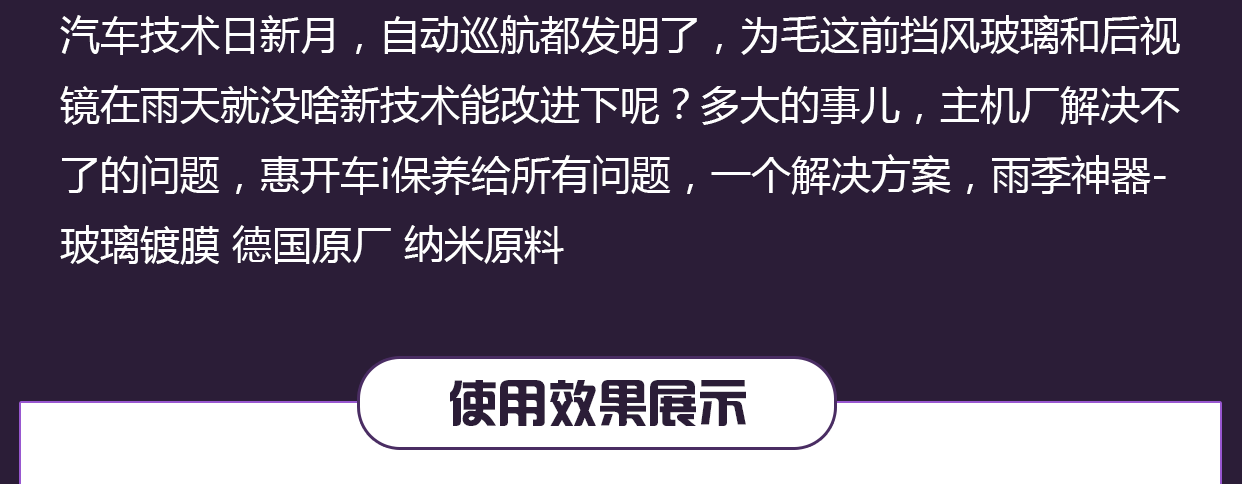 汽车技术日新月，自动巡航都发明了，为毛这前挡风玻璃和后视
镜在雨天就没啥新技术能改进下呢？多大的事儿，主机厂解决不
了的问题，惠开车i保养给所有问题，一个解决方案，雨季神器-
玻璃镀膜 德国原厂 纳米原料
使用效果展示